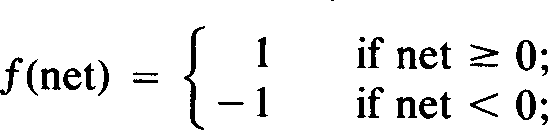 f(net) = { 1 if net ≥ 0;
-1 if net < 0;